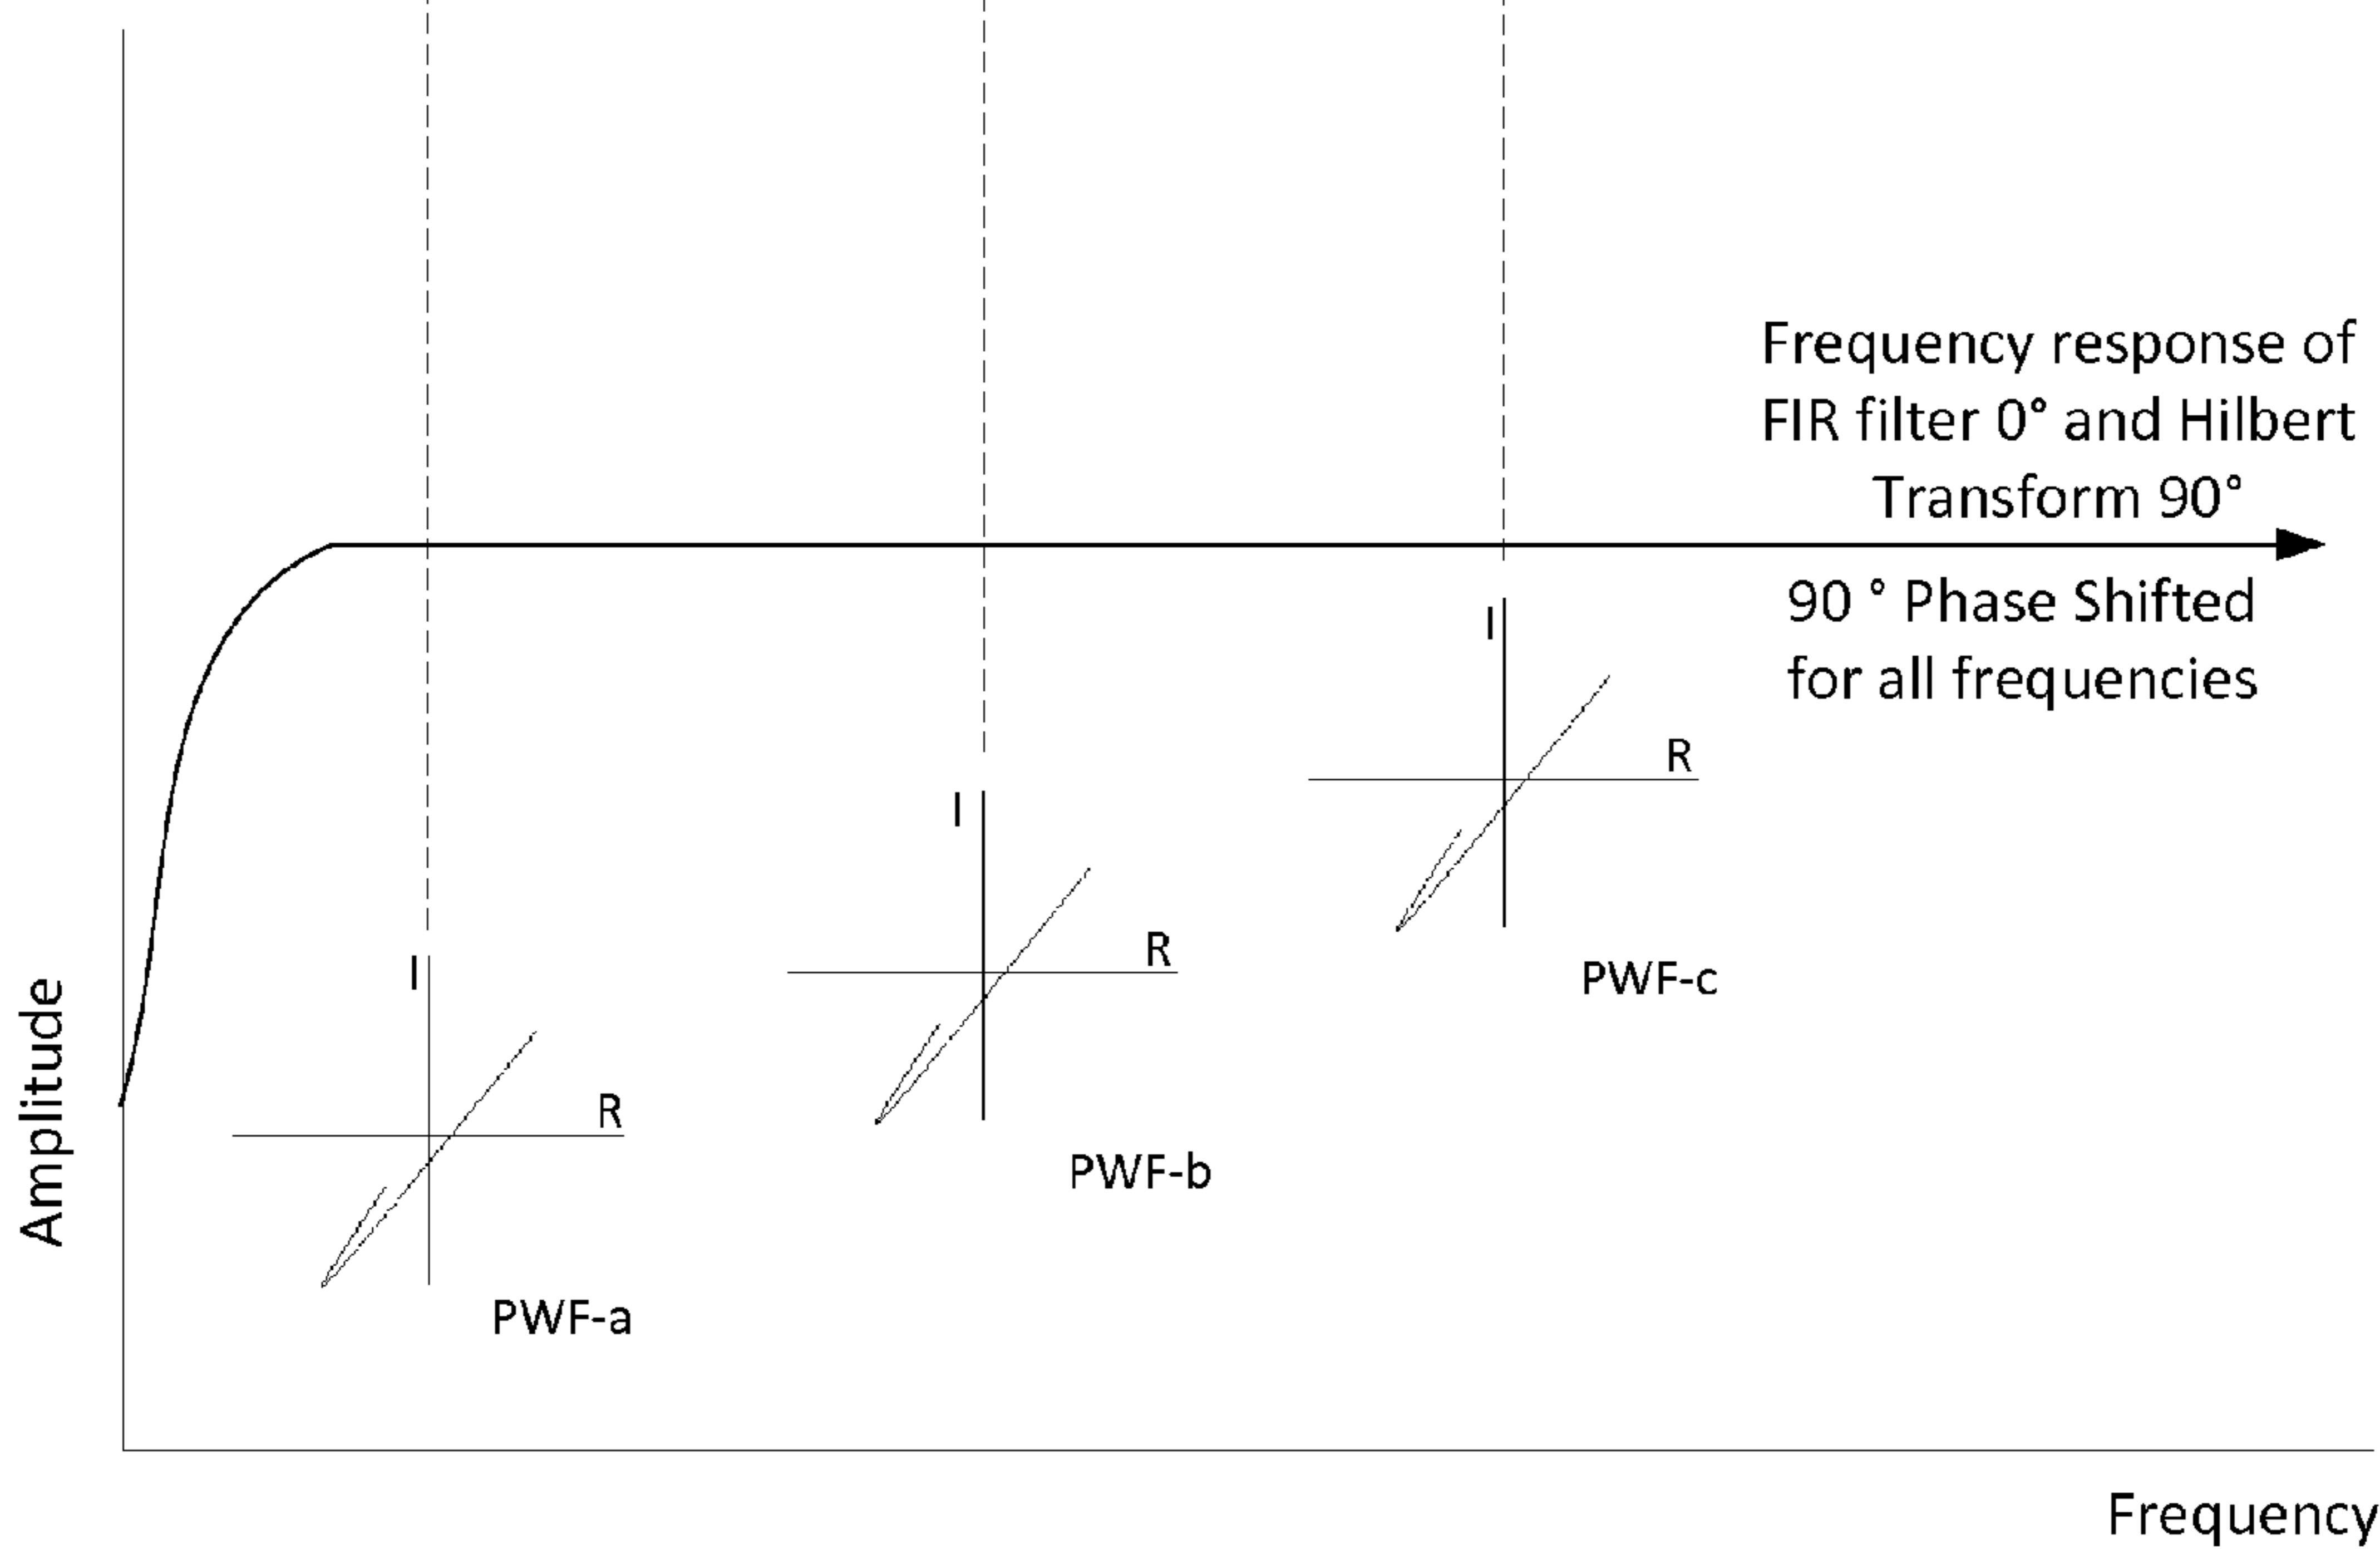 Frequency response of
FIR filter 0° and Hilbert
Transform 90°
90 ° Phase Shifted
for all frequencies
I
R
PWF-c
I
R
PWF-b
I
R
PWF-a
Amplitude
Frequency